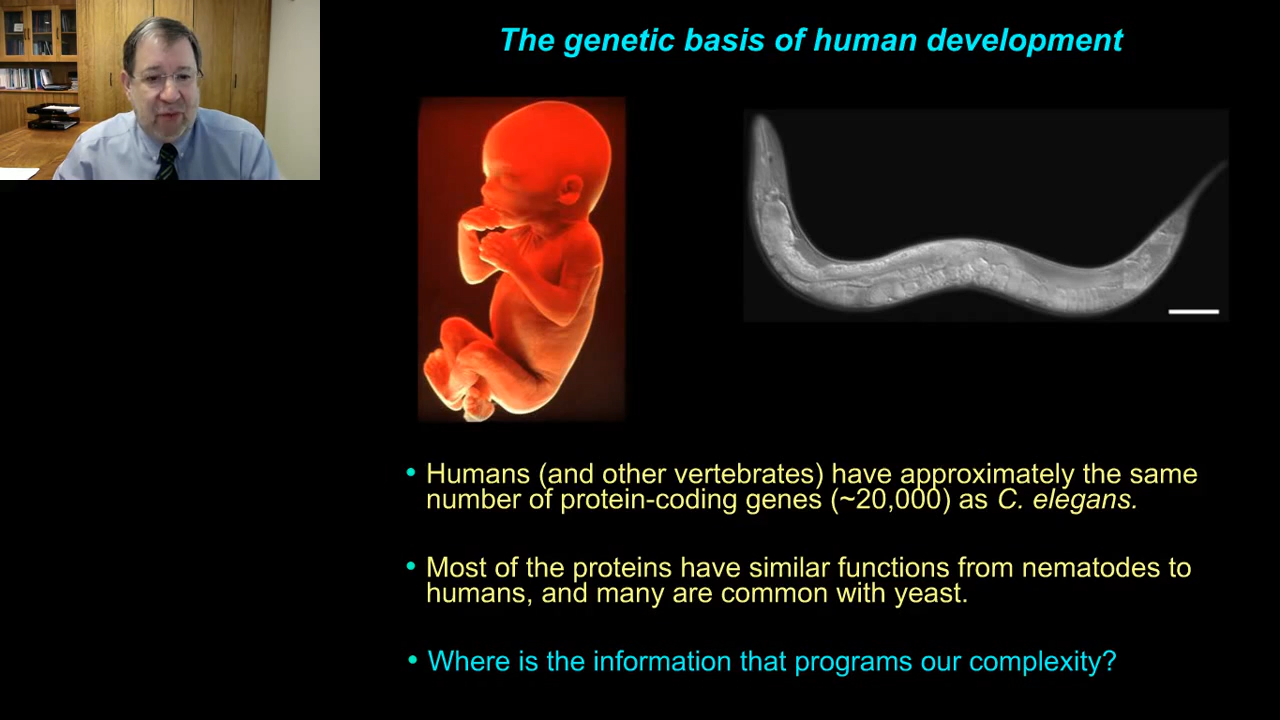 The genetic basis of human development
• Humans (and other vertebrates) have approximately the same
number of protein-coding genes (~20,000) as C. elegans.
• Most of the proteins have similar functions from nematodes to
humans, and many are common with yeast.
• Where is the information that programs our complexity?